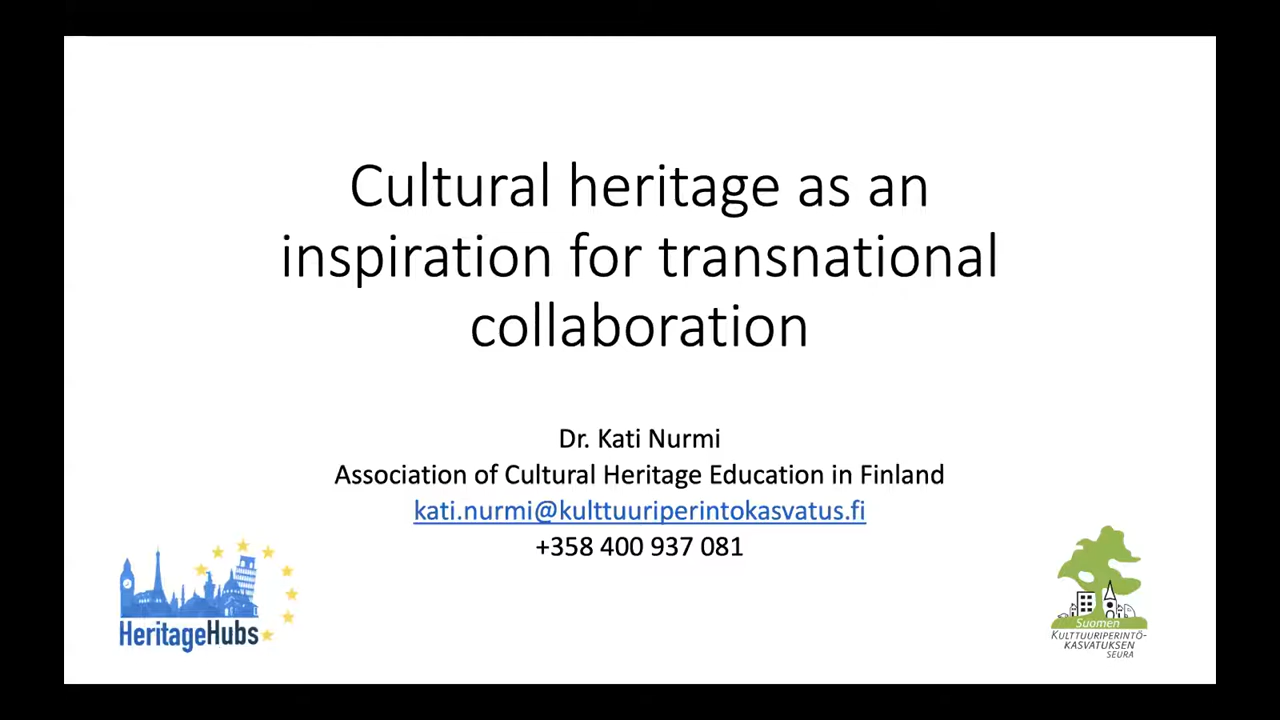 Cultural heritage as an
inspiration for transnational
collaboration
Dr. Kati Nurmi
Association of Cultural Heritage Education in Finland
kati.nurmi@kulttuuriperintokasvatus.fi
+358 400 937 081
HeritageHubs
Suomen
KULTTUURIPERINTÖ-
KASVATUKSEN
SEURA